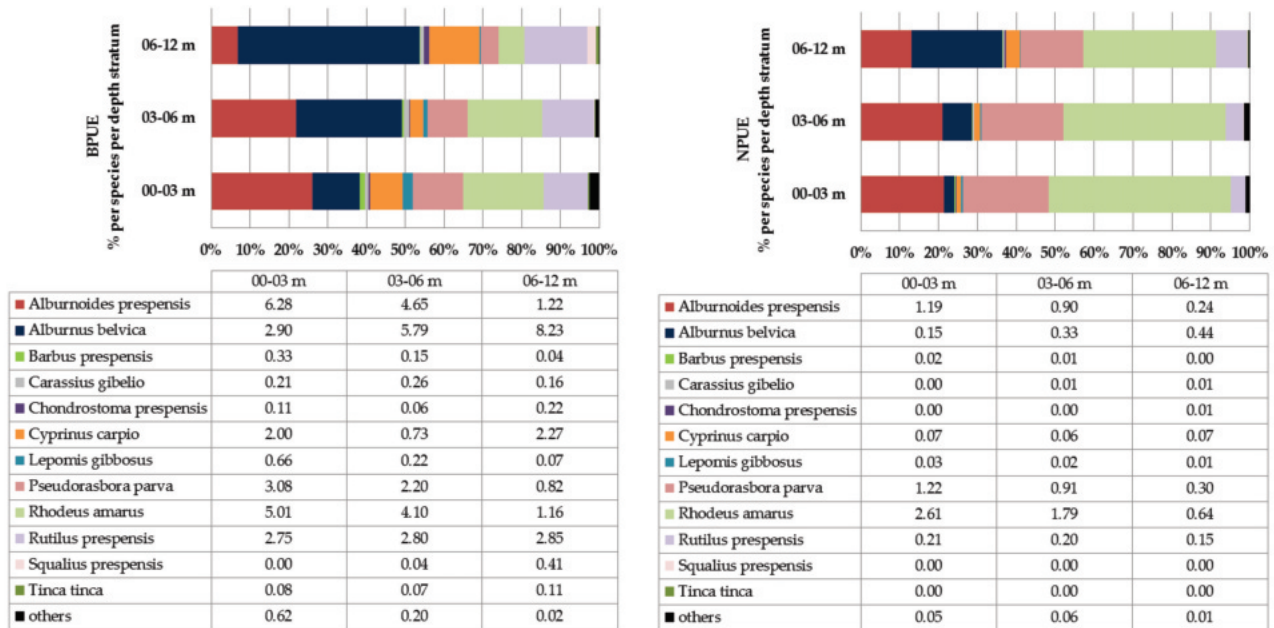 BPUE
% per species per depth stratum
06-12 m
03-06 m
00-03 m
0% 10% 20% 30% 40% 50% 60% 70% 80% 90% 100%
00-03 m 03-06 m 06-12 m
Alburnoides prespensis 6.28 4.65 1.22
Alburnus belvica 2.90 5.79 8.23
Barbus prespensis 0.33 0.15 0.04
Carassius gibelio 0.21 0.26 0.16
Chondrostoma prespensis 0.11 0.06 0.22
Cyprinus carpio 2.00 0.73 2.27
Lepomis gibbosus 0.66 0.22 0.07
Pseudorasbora parva 3.08 2.20 0.82
Rhodeus amarus 5.01 4.10 1.16
Rutilus prespensis 2.75 2.80 2.85
Squalius prespensis 0.00 0.04 0.41
Tinca tinca 0.08 0.07 0.11
others 0.62 0.20 0.02
NPUE
% per species per depth stratum
06-12 m
03-06 m
00-03 m
0% 10% 20% 30% 40% 50% 60% 70% 80% 90% 100%
00-03 m 03-06 m 06-12 m
Alburnoides prespensis 1.19 0.90 0.24
Alburnus belvica 0.15 0.33 0.44
Barbus prespensis 0.02 0.01 0.00
Carassius gibelio 0.00 0.01 0.01
Chondrostoma prespensis 0.00 0.00 0.01
Cyprinus carpio 0.07 0.06 0.07
Lepomis gibbosus 0.03 0.02 0.01
Pseudorasbora parva 1.22 0.91 0.30
Rhodeus amarus 2.61 1.79 0.64
Rutilus prespensis 0.21 0.20 0.15
Squalius prespensis 0.00 0.00 0.00
Tinca tinca 0.00 0.00 0.00
others 0.05 0.06 0.01